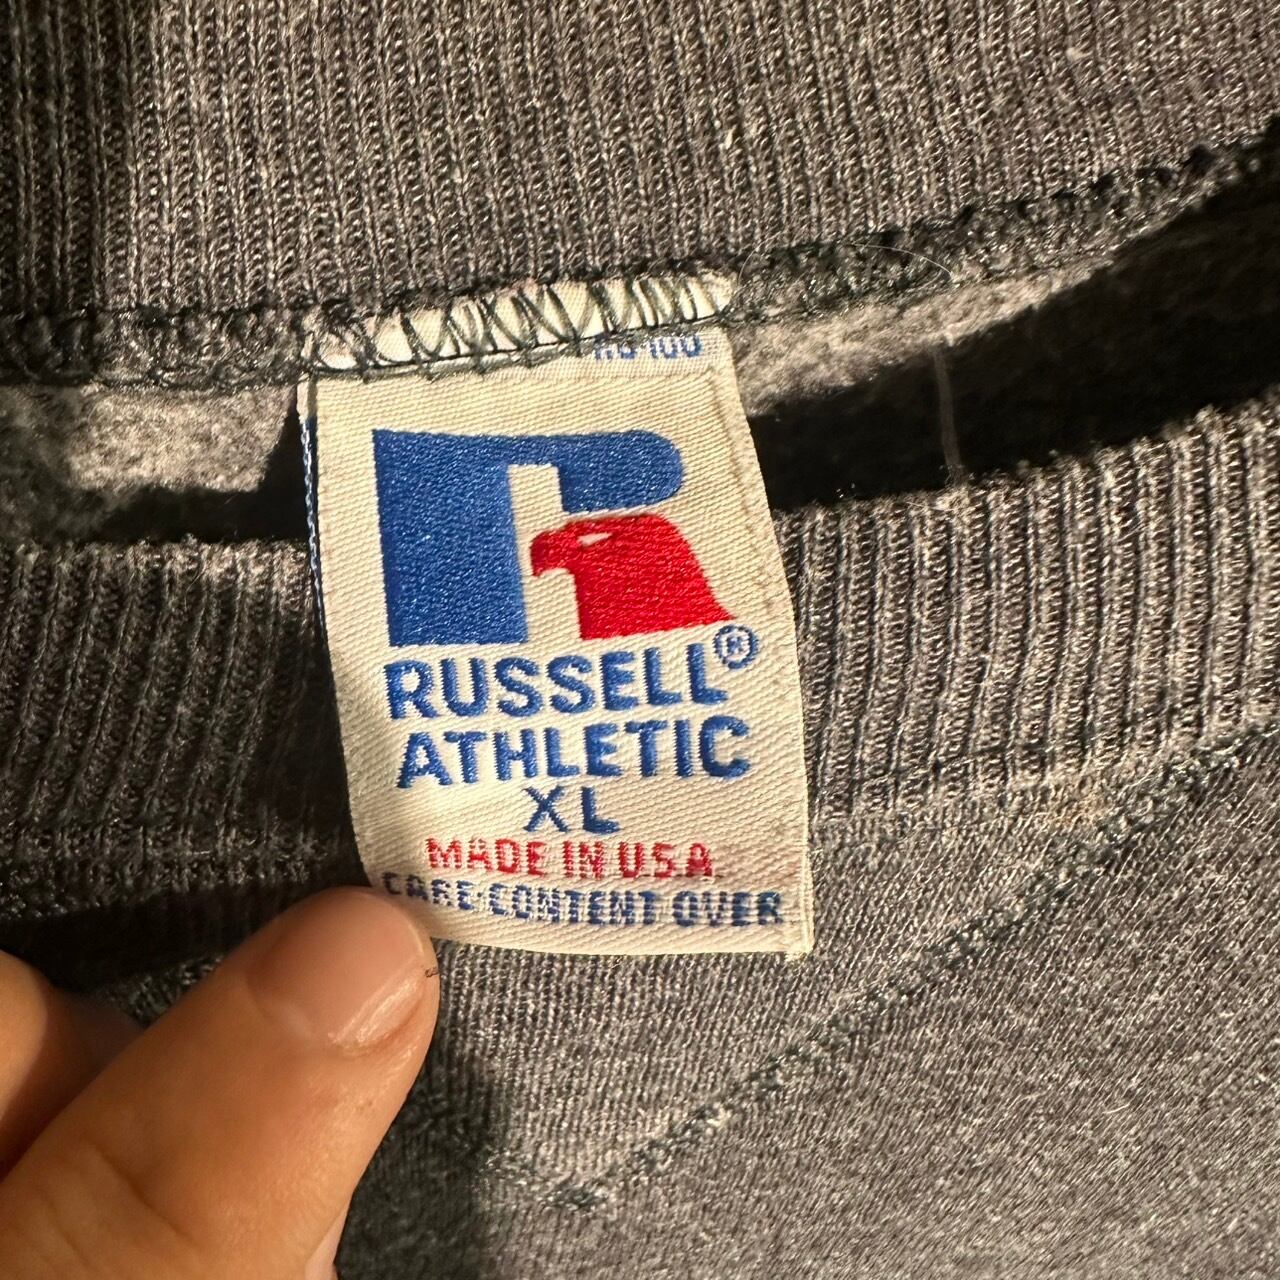 R®
RUSSELL
ATHLETIC
XL
MADE IN U.S.A.
CARE·CONTENT OVER